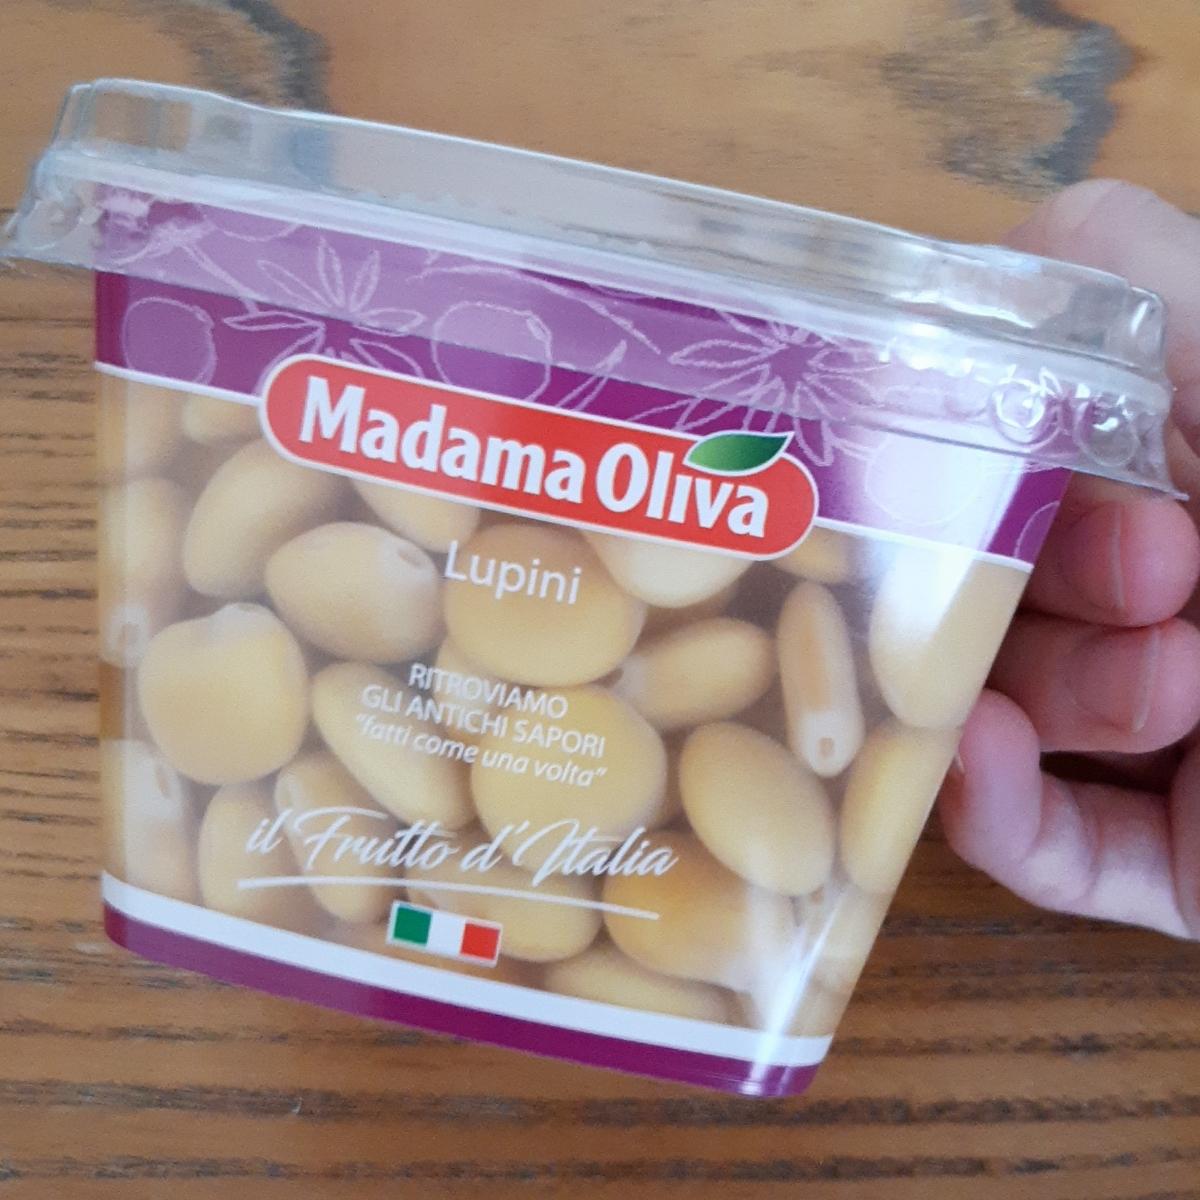 Madama Oliva
Lupini
RITROVIAMO
GLI ANTICHI SAPORI
"fatti come una volta"
il Frutto d'Italia